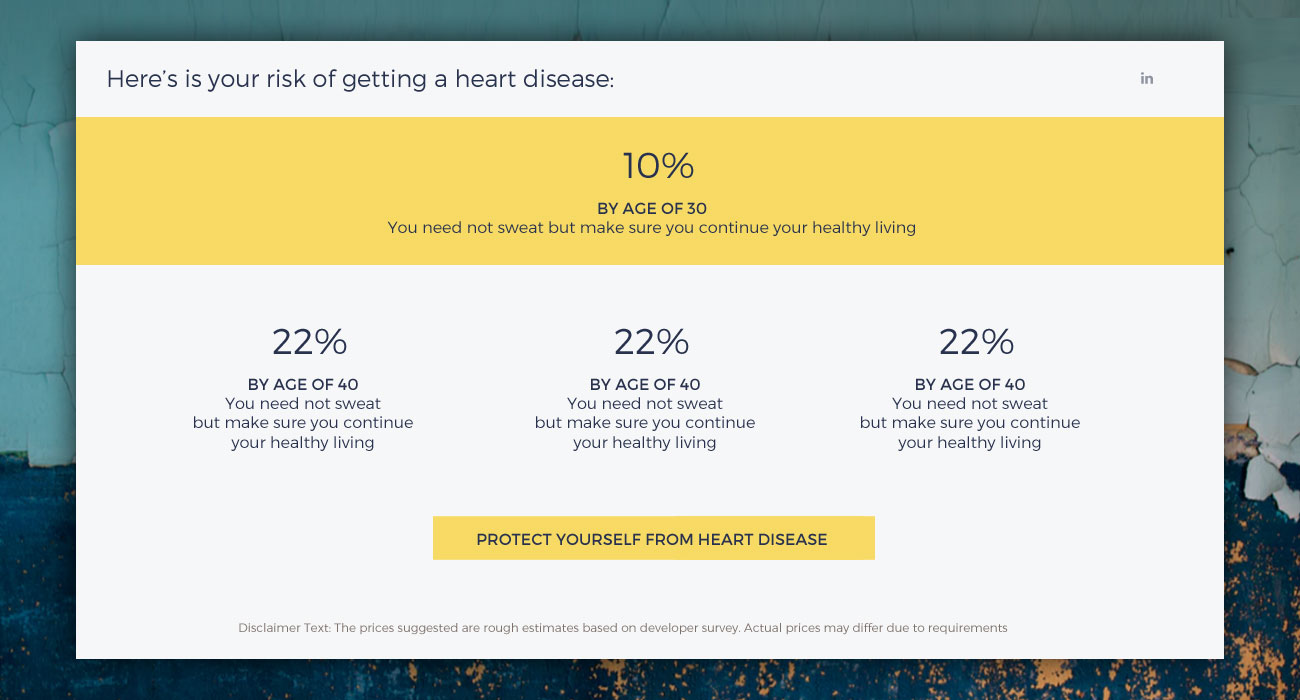 Here’s is your risk of getting a heart disease:
in
10%
BY AGE OF 30
You need not sweat but make sure you continue your healthy living
22%
BY AGE OF 40
You need not sweat
but make sure you continue
your healthy living
22%
BY AGE OF 40
You need not sweat
but make sure you continue
your healthy living
22%
BY AGE OF 40
You need not sweat
but make sure you continue
your healthy living
PROTECT YOURSELF FROM HEART DISEASE
Disclaimer Text: The prices suggested are rough estimates based on developer survey. Actual prices may differ due to requirements